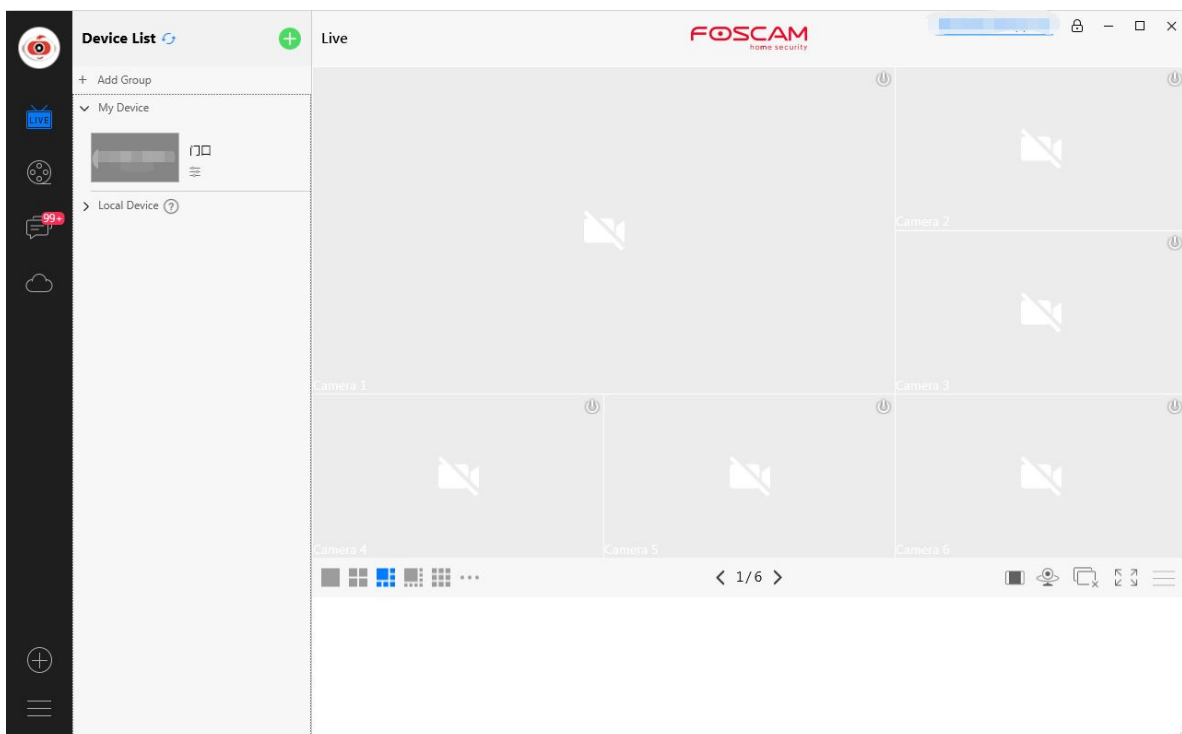 Device List
Live
FOSCAM
home security
+ Add Group
My Device
LIVE
门口
99+
Local Device ?
Camera 1
Camera 2
Camera 3
Camera 4
Camera 5
Camera 6
1/6